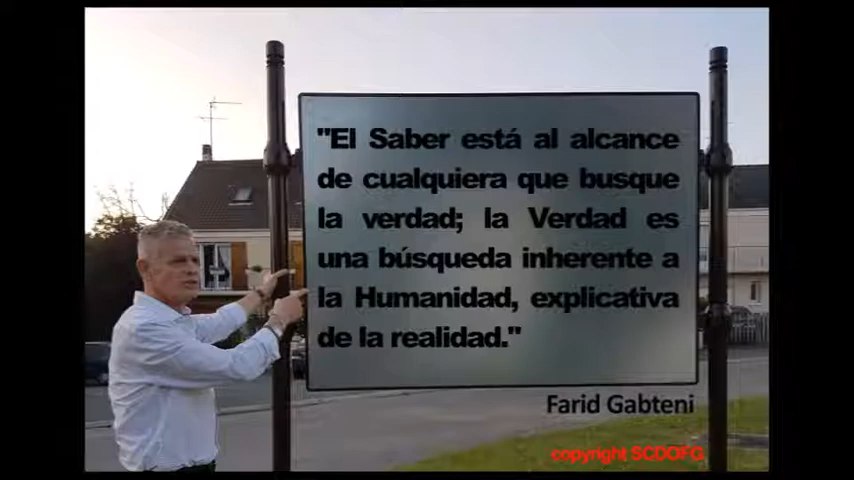 "El Saber está al alcance
de cualquiera que busque
la verdad; la Verdad es
una búsqueda inherente a
la Humanidad, explicativa
de la realidad."
Farid Gabteni
copyright SCDOFG